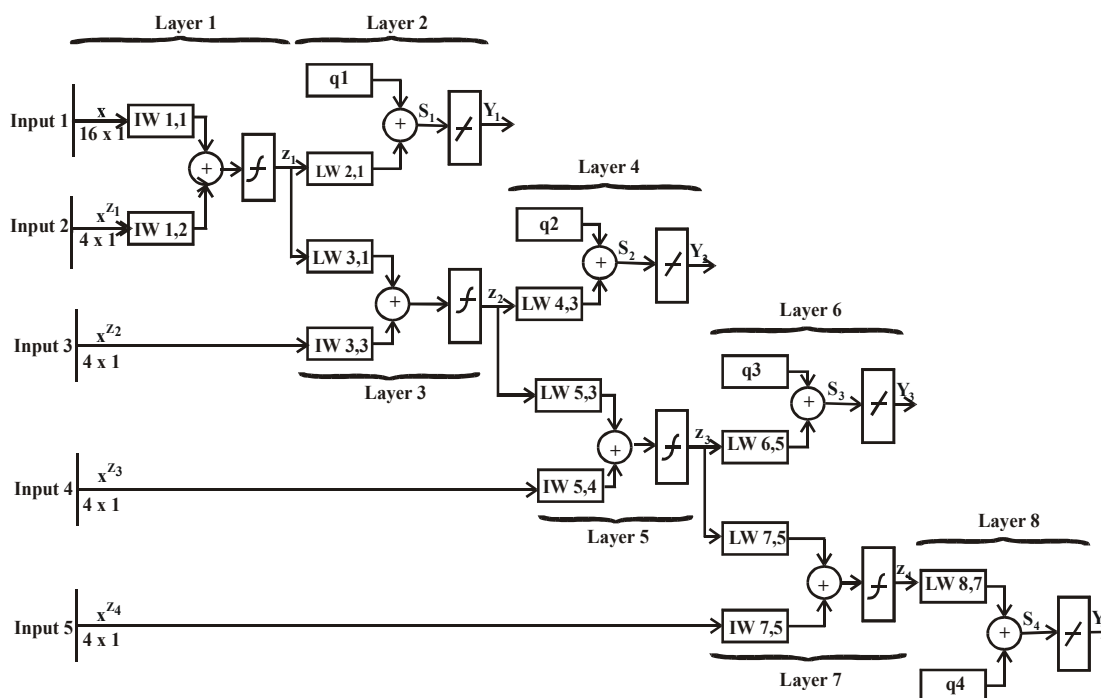 Layer 1
Layer 2
q1
Input 1
x
16 x 1
IW 1,1
+
S₁
Y₁
+
z₁
LW 2,1
Input 2
x^Z₁
4 x 1
IW 1,2
Layer 4
q2
LW 3,1
+
S₂
+
z₂
LW 4,3
Input 3
x^Z₂
4 x 1
IW 3,3
Layer 3
Layer 6
q3
LW 5,3
+
S₃
Y₃
+
z₃
LW 6,5
Input 4
x^Z₃
4 x 1
IW 5,4
Layer 5
Layer 8
LW 7,5
+
z₄
LW 8,7
Input 5
x^Z₄
4 x 1
IW 7,5
+
S₄
Layer 7
q4